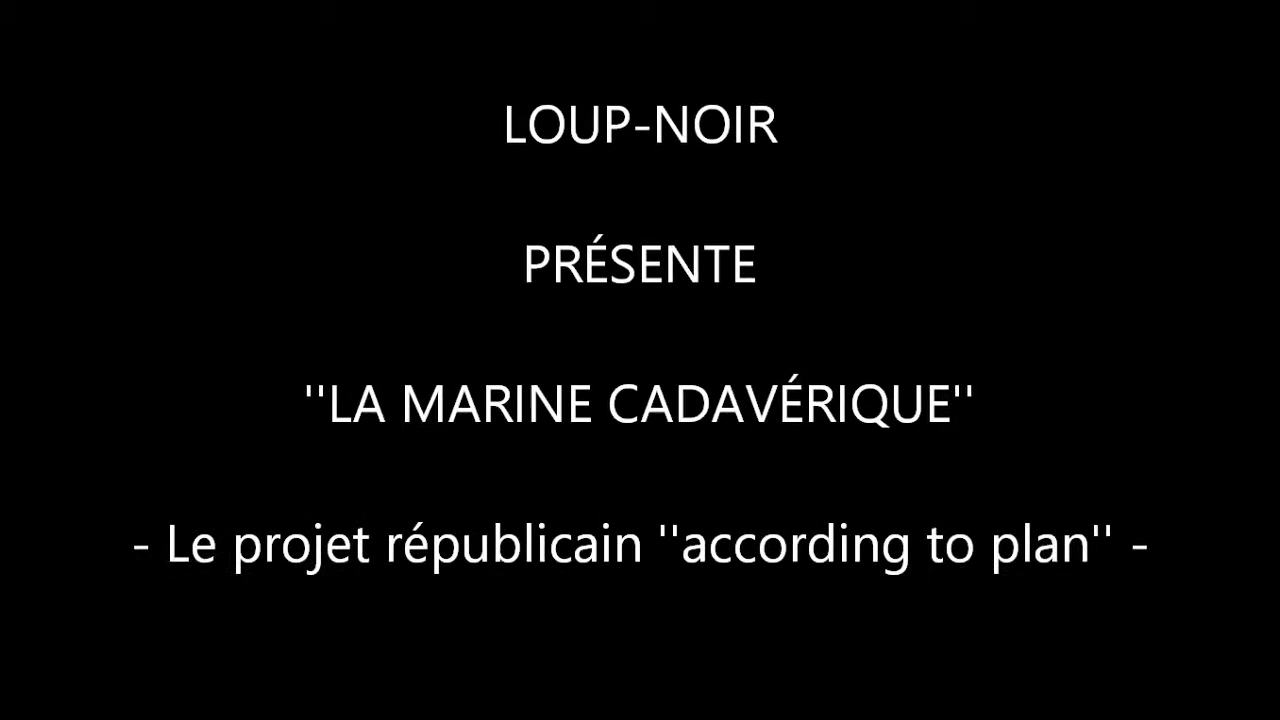 LOUP-NOIR
PRÉSENTE
''LA MARINE CADAVÉRIQUE''
- Le projet républicain ''according to plan'' -